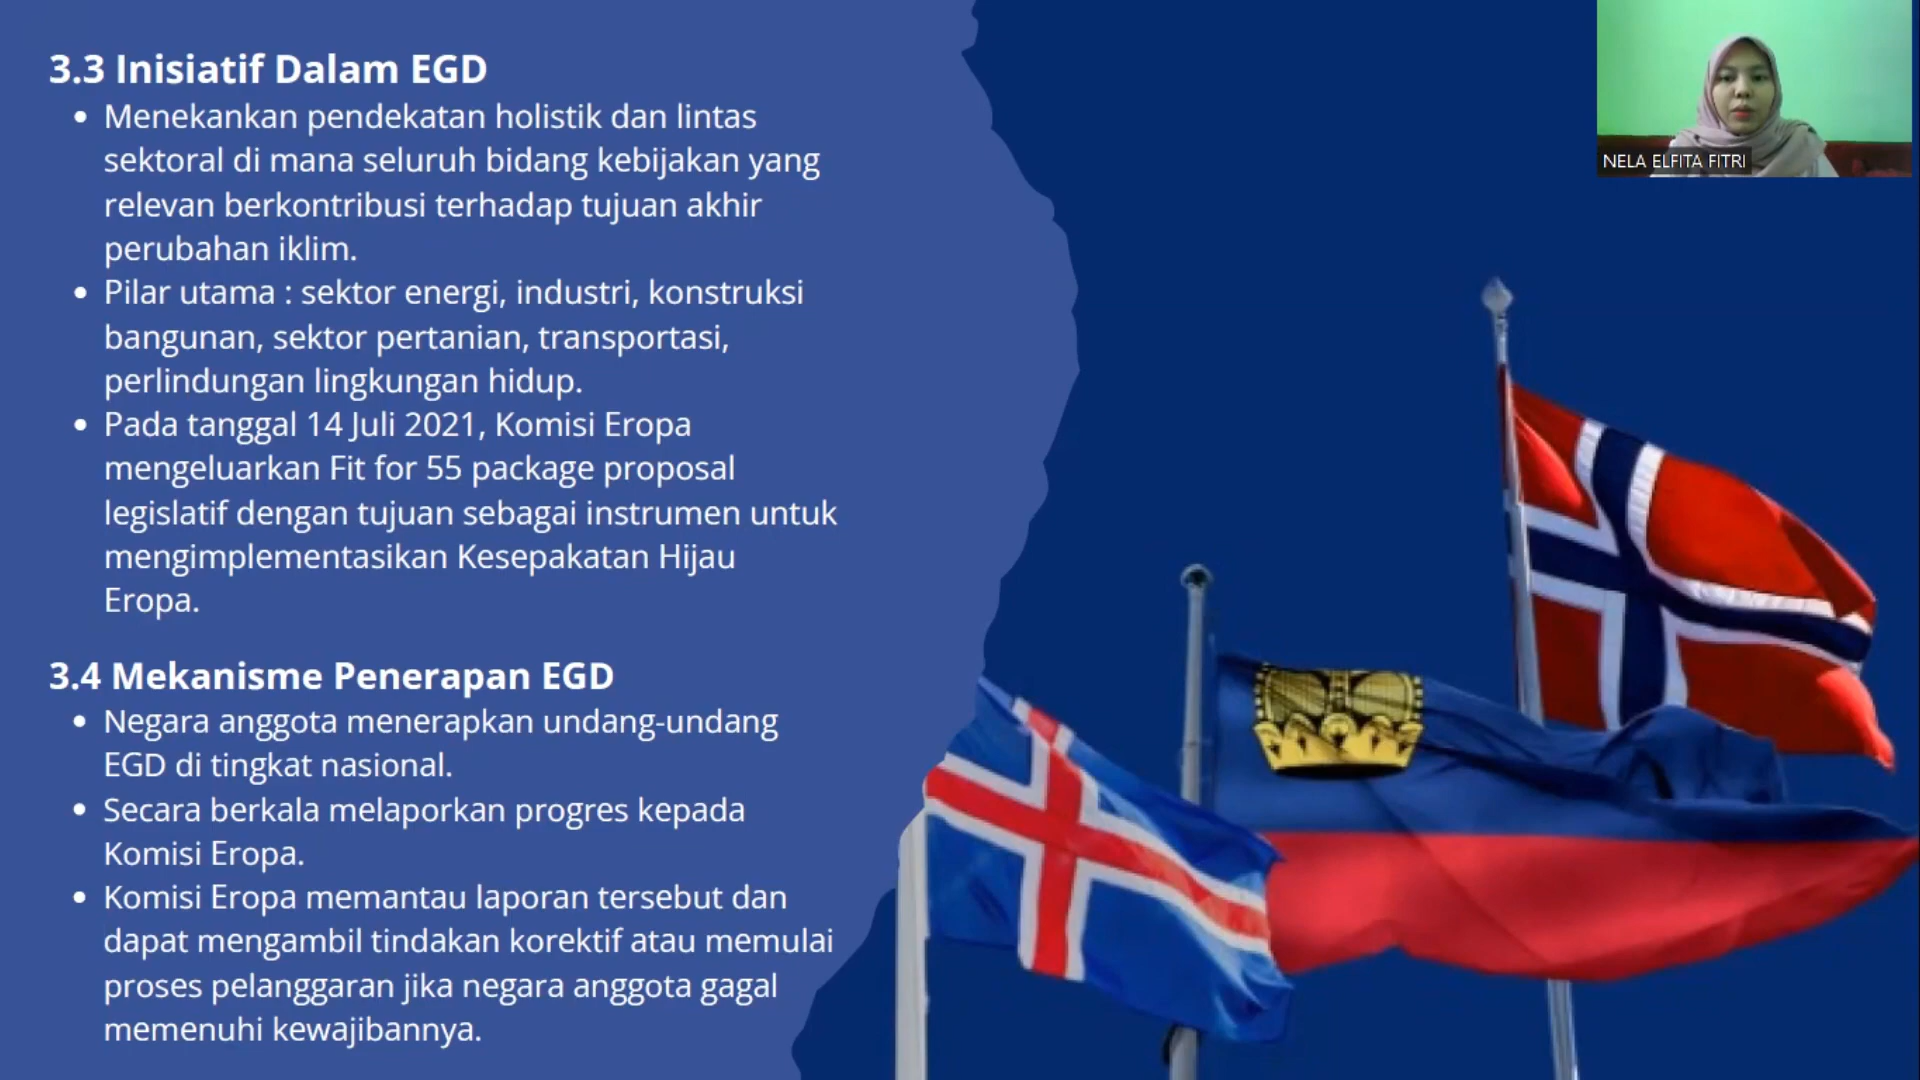 3.3 Inisiatif Dalam EGD
• Menekankan pendekatan holistik dan lintas
sektoral di mana seluruh bidang kebijakan yang
relevan berkontribusi terhadap tujuan akhir
perubahan iklim.
• Pilar utama : sektor energi, industri, konstruksi
bangunan, sektor pertanian, transportasi,
perlindungan lingkungan hidup.
• Pada tanggal 14 Juli 2021, Komisi Eropa
mengeluarkan Fit for 55 package proposal
legislatif dengan tujuan sebagai instrumen untuk
mengimplementasikan Kesepakatan Hijau
Eropa.
3.4 Mekanisme Penerapan EGD
• Negara anggota menerapkan undang-undang
EGD di tingkat nasional.
• Secara berkala melaporkan progres kepada
Komisi Eropa.
• Komisi Eropa memantau laporan tersebut dan
dapat mengambil tindakan korektif atau memulai
proses pelanggaran jika negara anggota gagal
memenuhi kewajibannya.
NELA ELFITA FITRI